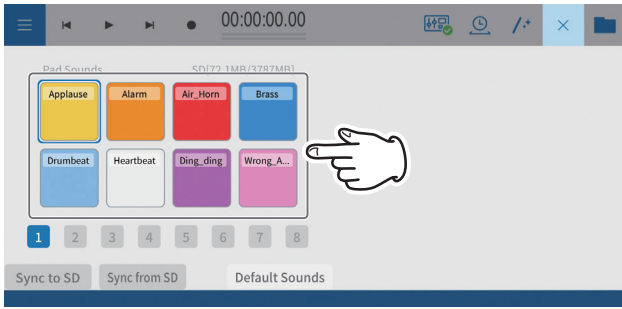 00:00:00.00
Pad Sounds SD[72.1MB/3787MB]
Applause Alarm Air_Horn Brass
Drumbeat Heartbeat Ding_ding Wrong_A...
1 2 3 4 5 6 7 8
Sync to SD Sync from SD Default Sounds